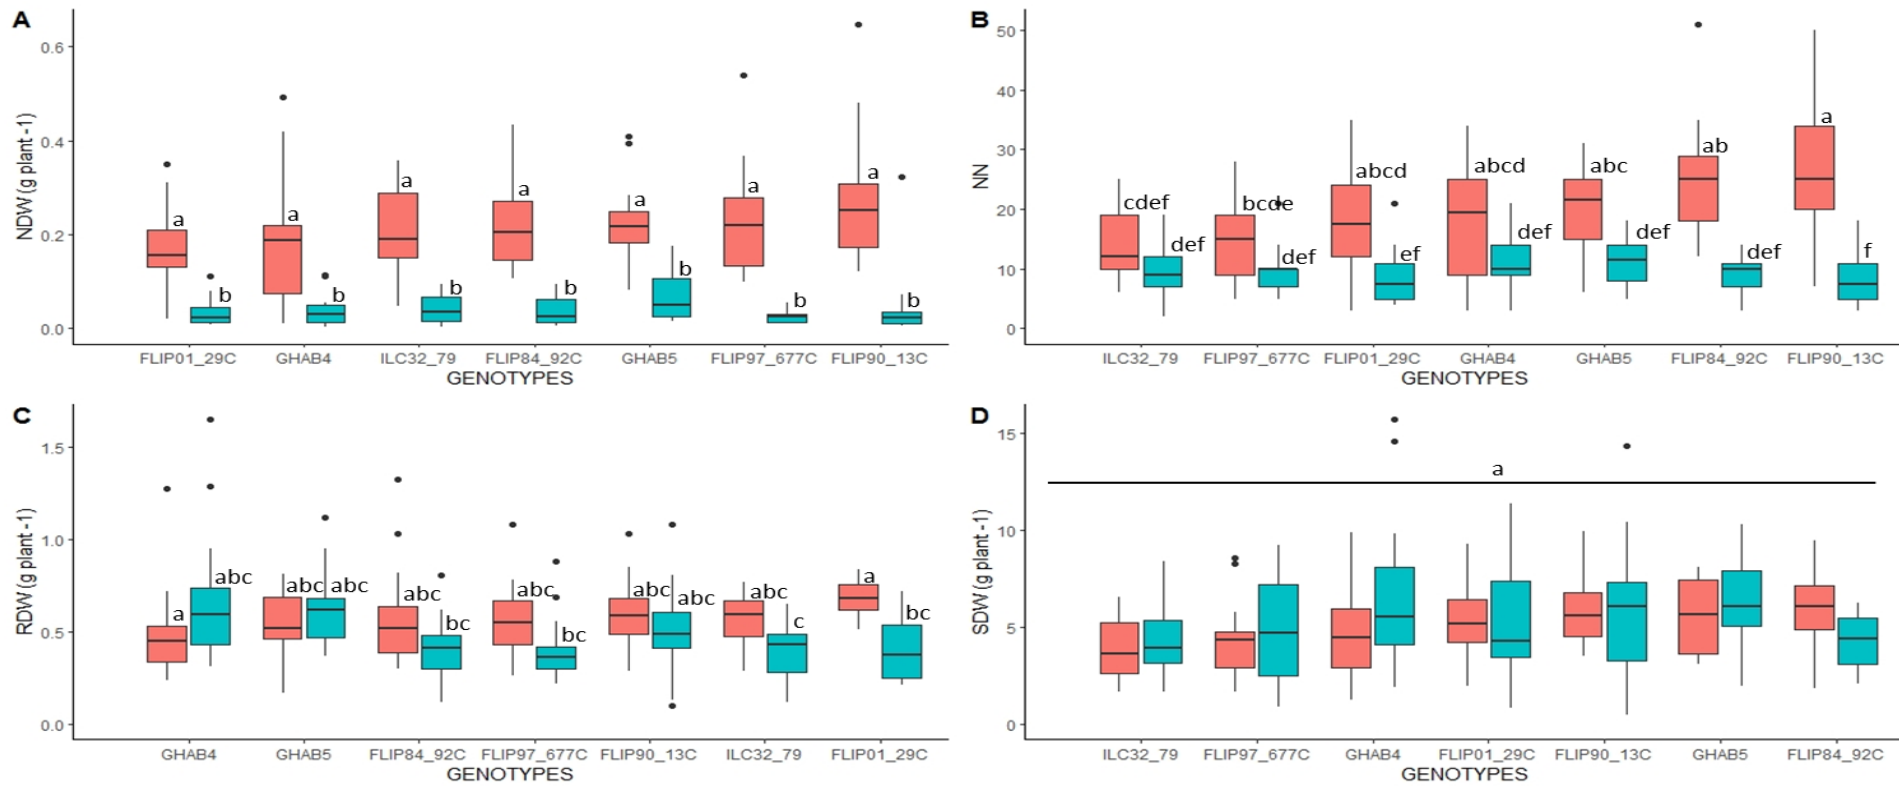 A
NDW (g plant -1)
0.6
0.4
0.2
0.0
a b a b a b a b a b a b a b
FLIP01_29C GHAB4 ILC32_79 FLIP84_92C GHAB5 FLIP97_677C FLIP90_13C
GENOTYPES
B
NN
50
40
30
20
10
0
cdef def bcde def abcd ef abcd def abc def ab def a f
ILC32_79 FLIP97_677C FLIP01_29C GHAB4 GHAB5 FLIP84_92C FLIP90_13C
GENOTYPES
C
RDW (g plant -1)
1.5
1.0
0.5
0.0
a abc abc abc abc bc abc bc abc abc abc c a bc
GHAB4 GHAB5 FLIP84_92C FLIP97_677C FLIP90_13C ILC32_79 FLIP01_29C
GENOTYPES
D
SDW (g plant -1)
15
10
5
0
a
ILC32_79 FLIP97_677C GHAB4 FLIP01_29C FLIP90_13C GHAB5 FLIP84_92C
GENOTYPES